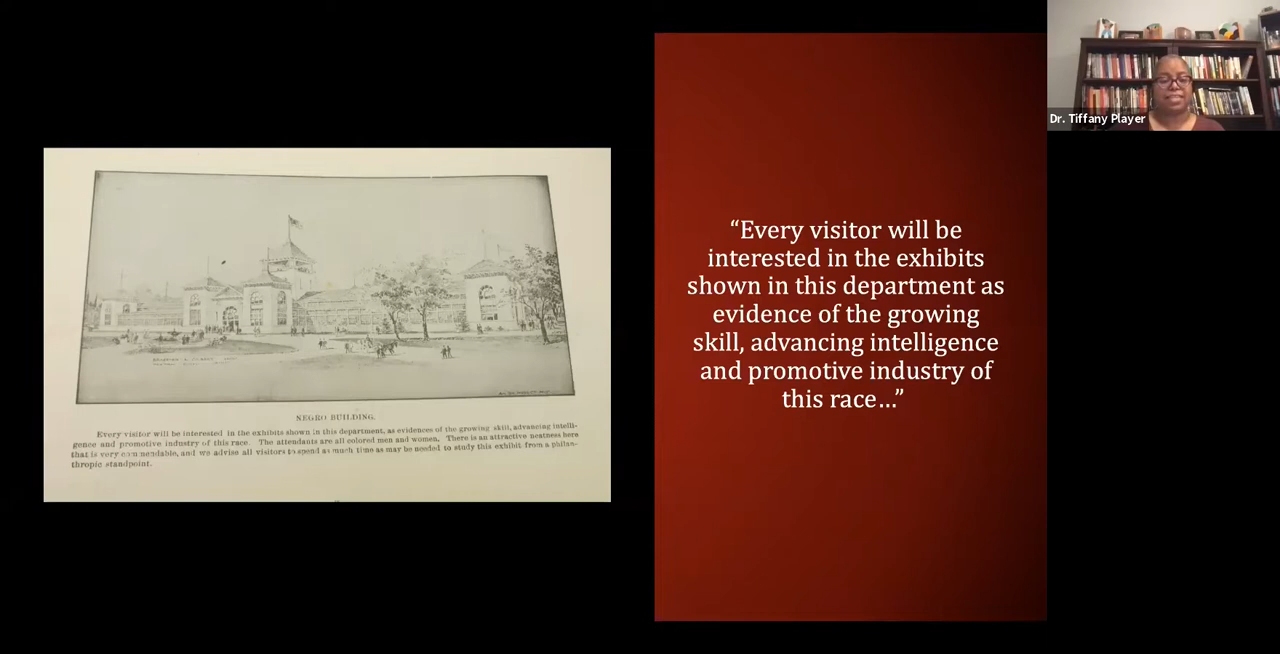 NEGRO BUILDING.
Every visitor will be interested in the exhibits shown in this department, as evidences of the growing skill, advancing intelli-
gence and promotive industry of this race. The attendants are all colored men and women. There is an attractive neatness here
that is very commendable, and we advise all visitors to spend as much time as may be needed to study this exhibit from a philan-
thropic standpoint.
“Every visitor will be
interested in the exhibits
shown in this department as
evidence of the growing
skill, advancing intelligence
and promotive industry of
this race…”
Dr. Tiffany Player